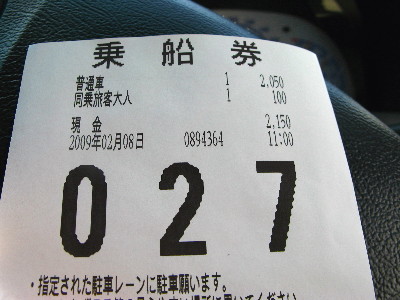 乗船券
普通車 1 2,050
同乗旅客大人 1 100
現金 2,150
2009年02月08日 0894364 11:00
027
・指定された駐車レーンに駐車願います。